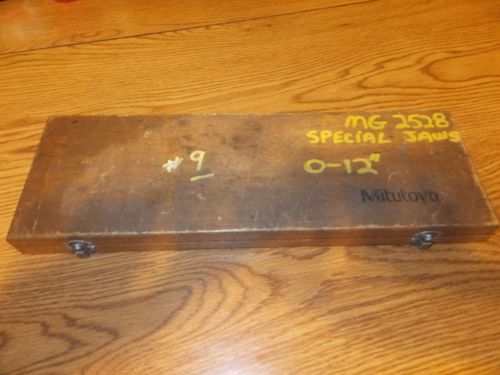 MG 2528
SPECIAL JAWS
#9
0-12"
Mitutoyo